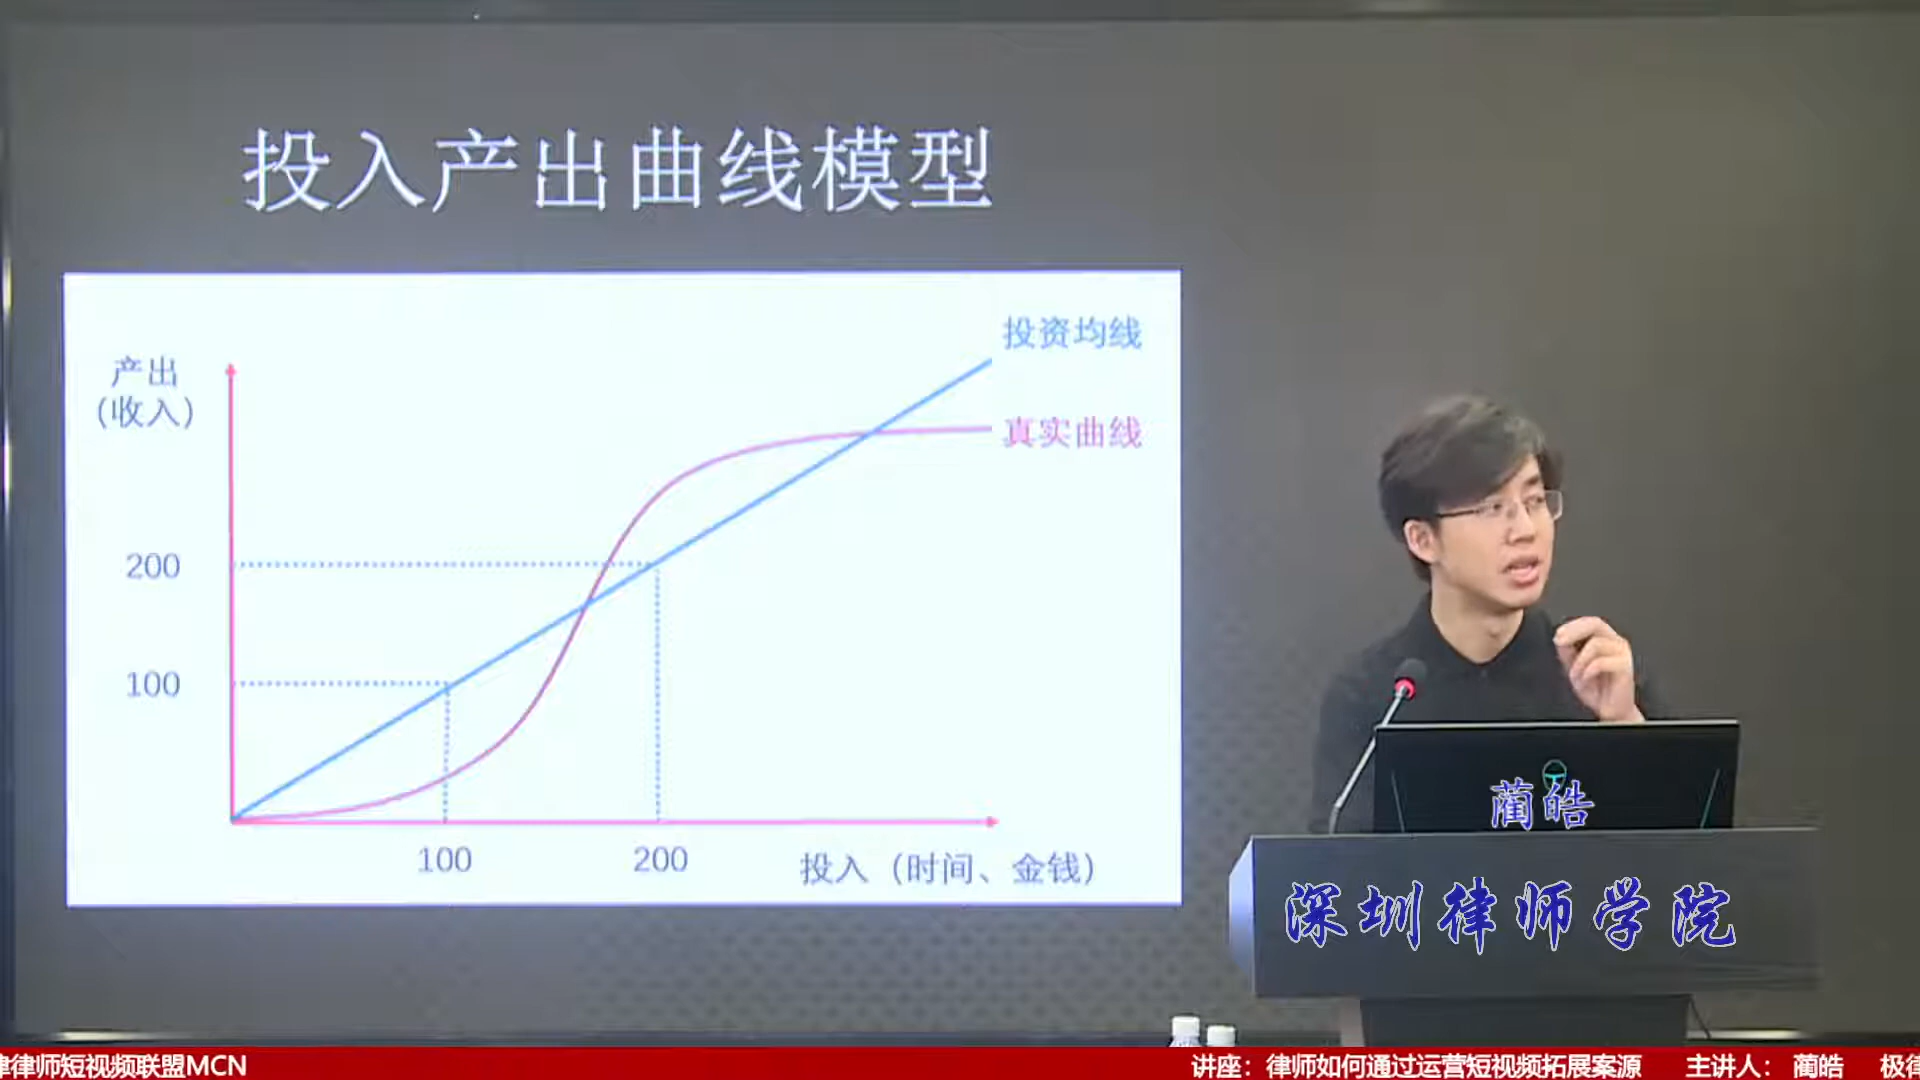 投入产出曲线模型
产出
(收入)
投资均线
真实曲线
200
100
100
200
投入（时间、金钱）
蔺皓
深圳律师学院
律师短视频联盟MCN
讲座：律师如何通过运营短视频拓展案源
主讲人：蔺皓